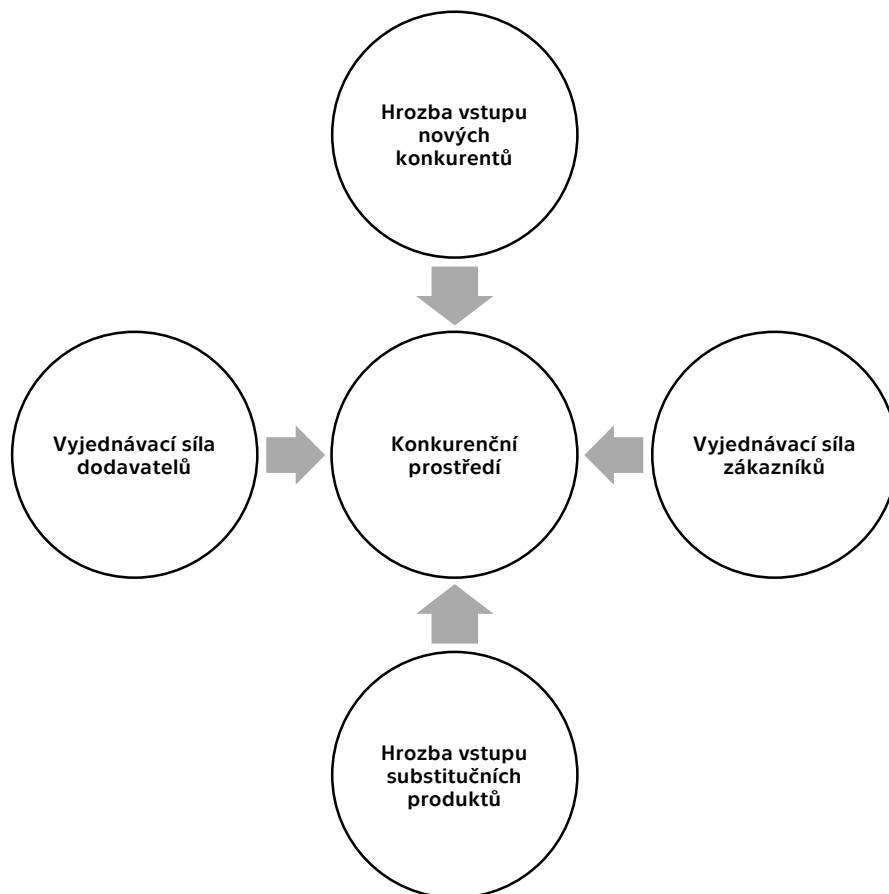 Hrozba vstupu
nových
konkurentů
Vyjednávací síla
dodavatelů
Konkurenční
prostředí
Vyjednávací síla
zákazníků
Hrozba vstupu
substitučních
produktů